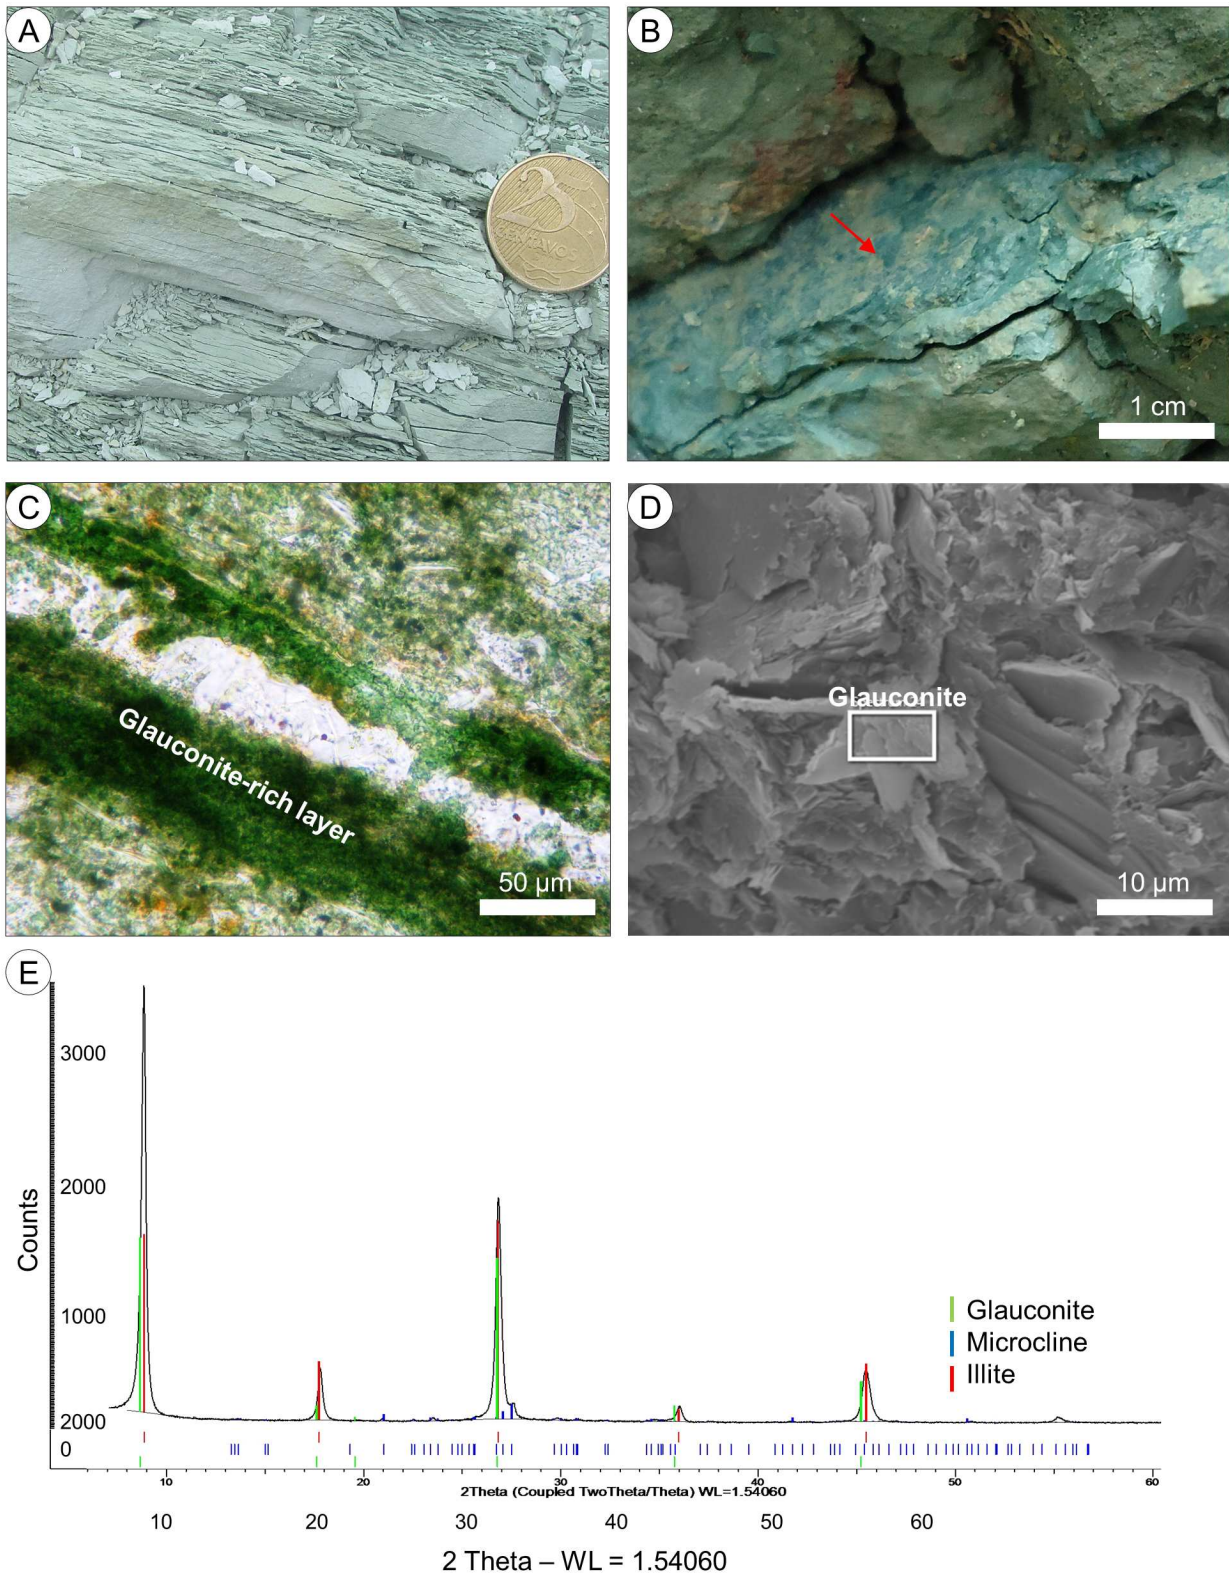 A
25
CENTAVOS
B
1 cm
C
Glauconite-rich layer
50 µm
D
Glauconite
10 µm
E
3000
2000
1000
2000
0
Counts
Glauconite
Microcline
Illite
10 20 30 40 50 60
2Theta (Coupled TwoTheta/Theta) WL=1.54060
10 20 30 40 50 60
2 Theta – WL = 1.54060